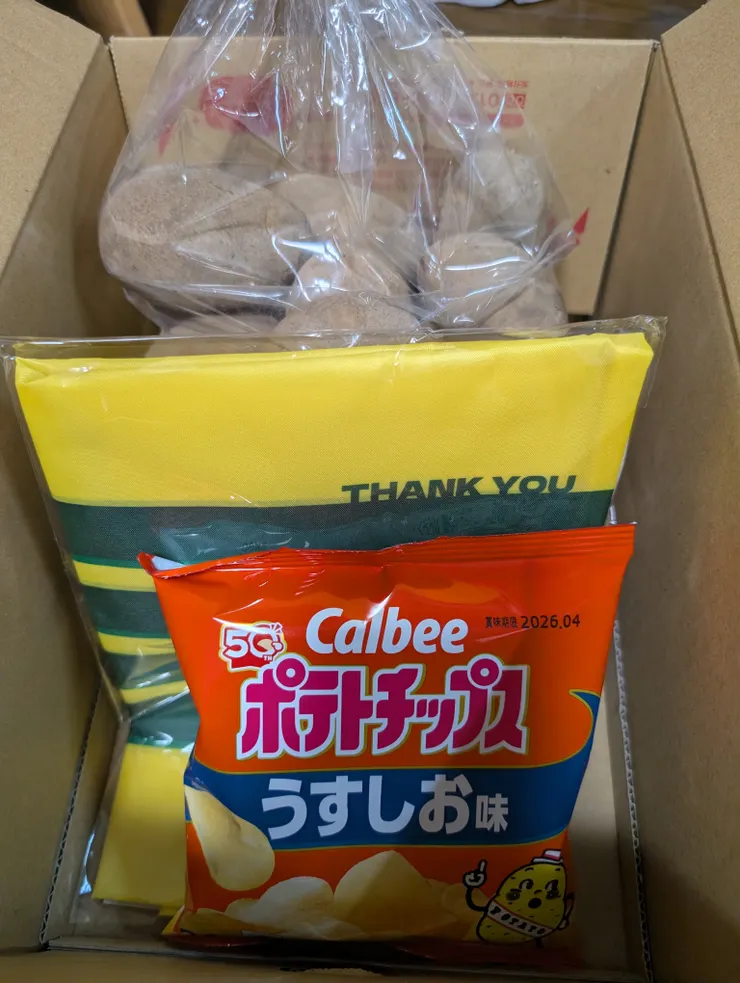 THANK YOU
50TH
Calbee
賞味期限 2026.04
ポテトチップス
うすしお味
POTATO